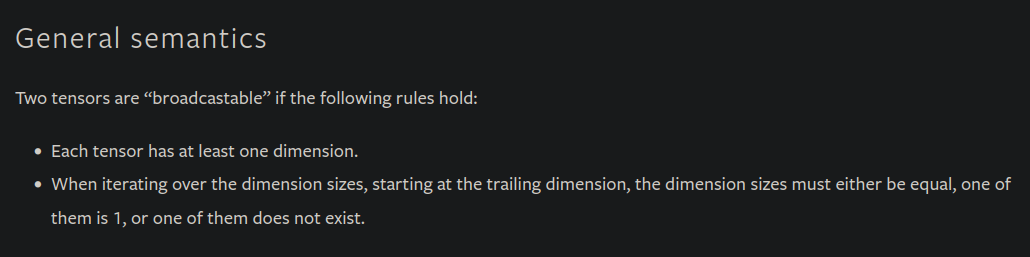 General semantics
Two tensors are “broadcastable” if the following rules hold:
• Each tensor has at least one dimension.
• When iterating over the dimension sizes, starting at the trailing dimension, the dimension sizes must either be equal, one of
them is 1, or one of them does not exist.